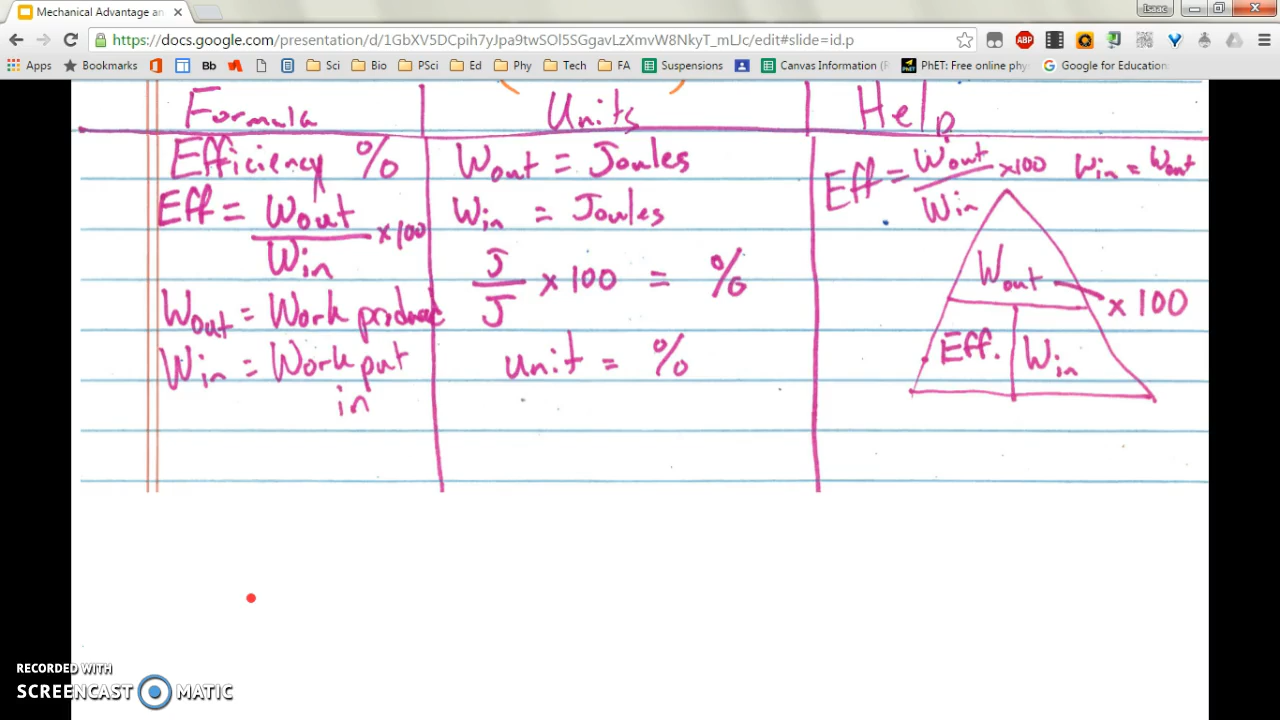 Mechanical Advantage an
Isaac
https://docs.google.com/presentation/d/1GbXV5DCpih7yJpa9twSOl5SGgavLzXmvW8NkyT_mLJc/edit#slide=id.p
ABP
Apps Bookmarks Bb Sci Bio PSci Ed Phy Tech FA Suspensions Canvas Information ( PhET: Free online phy Google for Education
Formula Units Help
Efficiency %
Eff = Wout / Win x100
Wout = Work produced
Win = Work put
in
Wout = Joules
Win = Joules
J / J x 100 = %
unit = %
Eff = Wout / Win x100 Win = Wout
Wout x 100
Eff. Win
RECORDED WITH
SCREENCAST MATIC